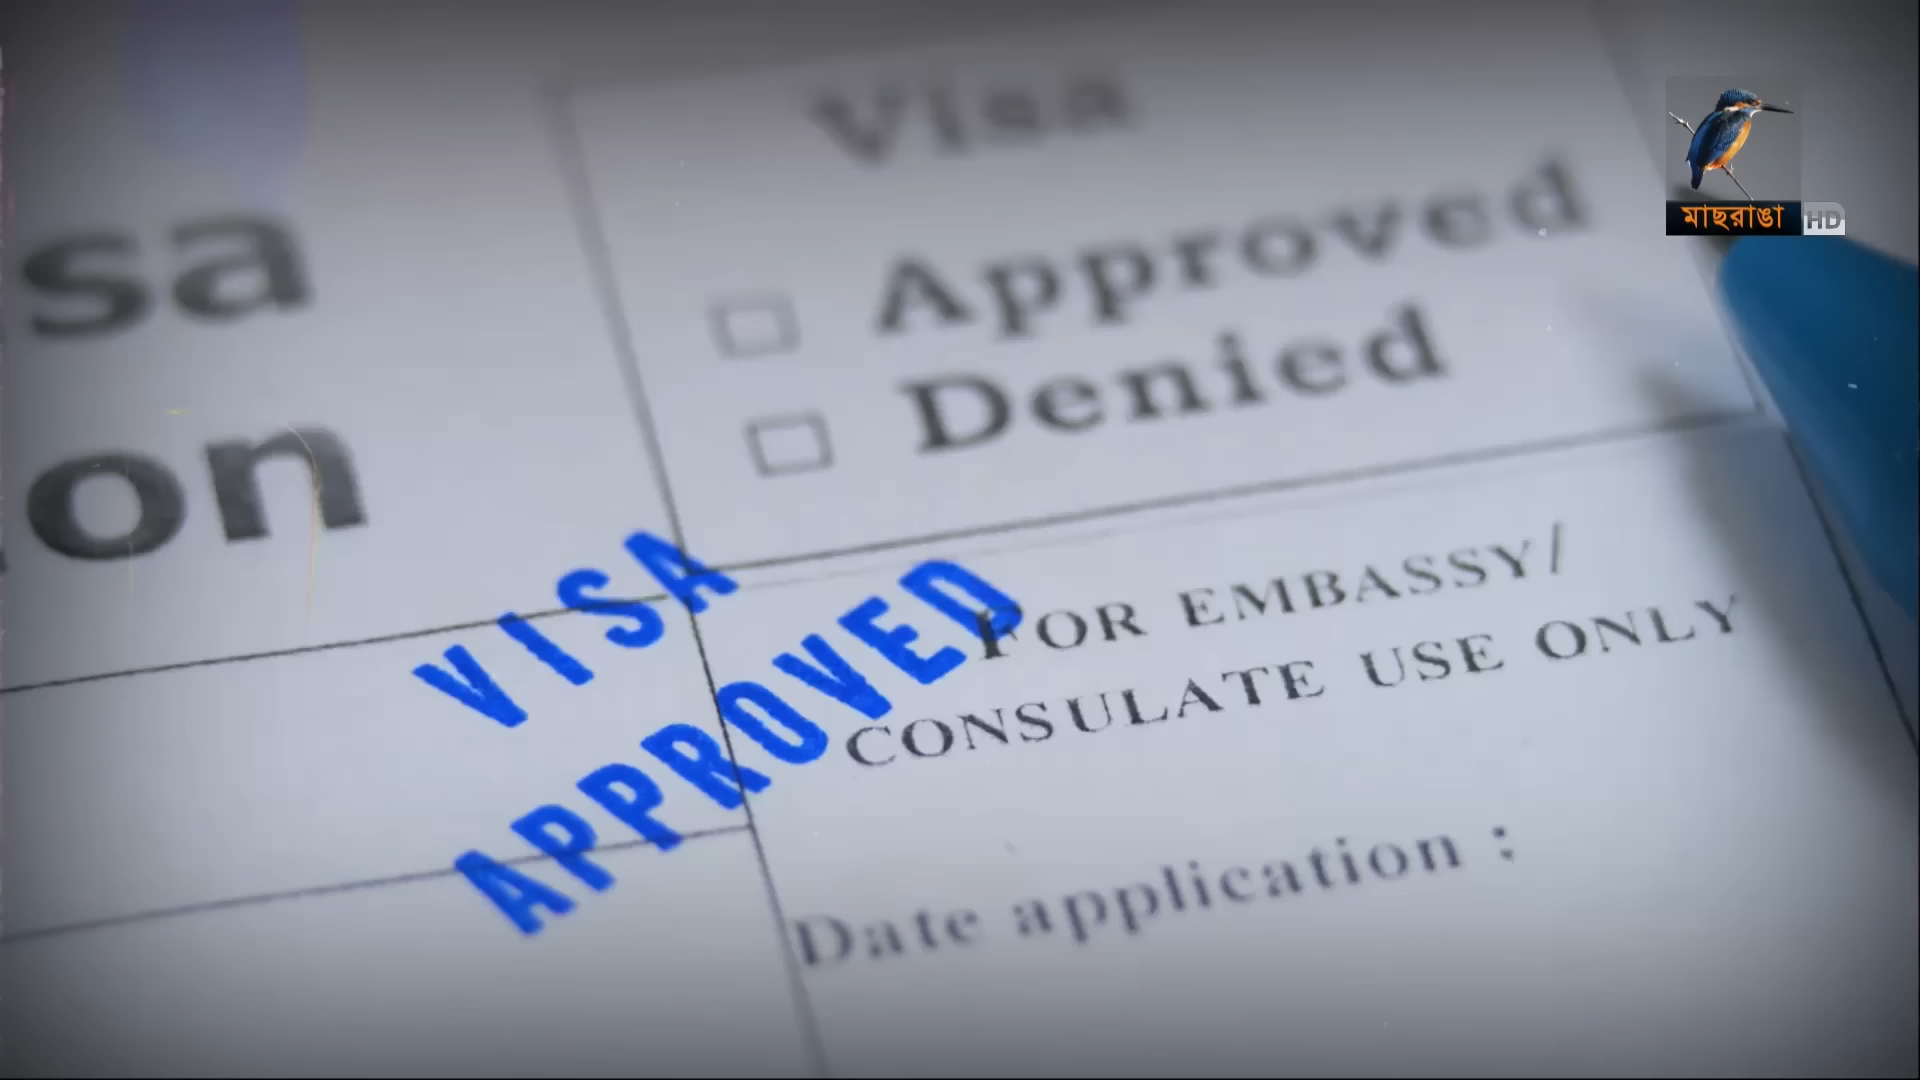 Visa
Approved
Denied
sa
on
VISA
APPROVED
FOR EMBASSY/
CONSULATE USE ONLY
Date application :
মাছরাঙা HD